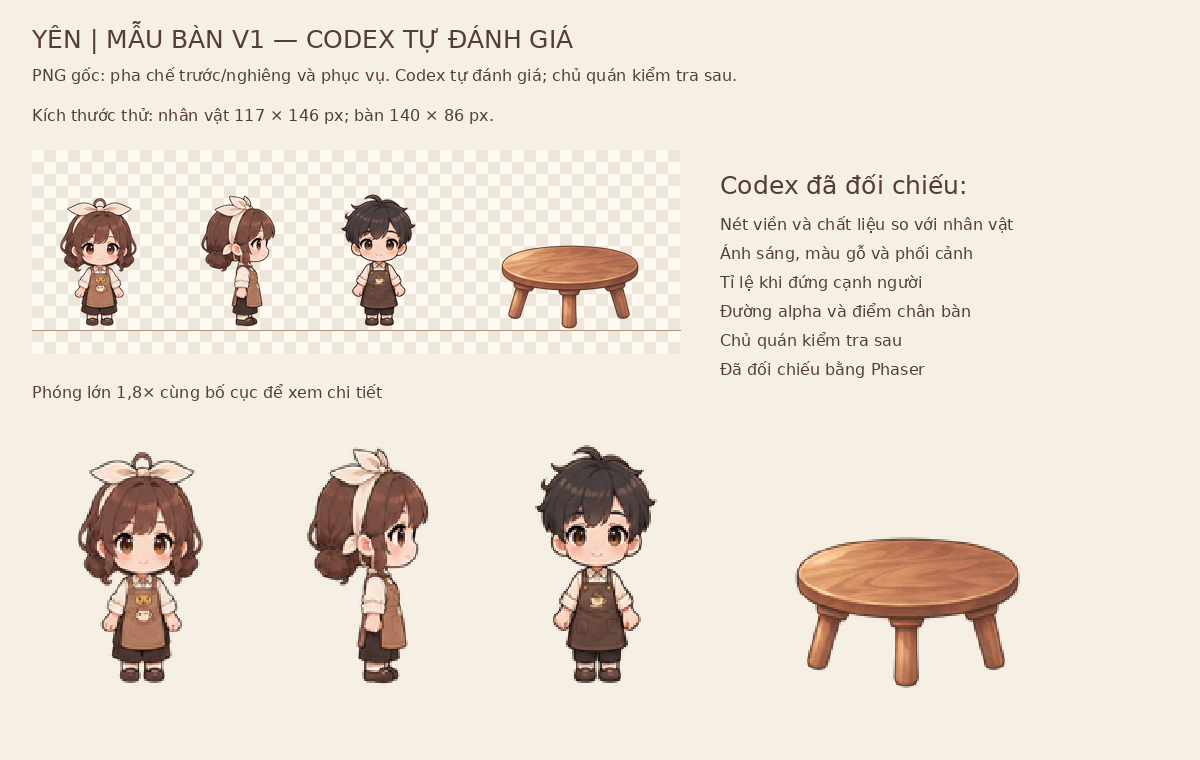 YÊN | MẪU BÀN V1 — CODEX TỰ ĐÁNH GIÁ
PNG gốc: pha chế trước/nghiêng và phục vụ. Codex tự đánh giá; chủ quán kiểm tra sau.
Kích thước thử: nhân vật 117 × 146 px; bàn 140 × 86 px.
Codex đã đối chiếu:
Nét viền và chất liệu so với nhân vật
Ánh sáng, màu gỗ và phối cảnh
Tỉ lệ khi đứng cạnh người
Đường alpha và điểm chân bàn
Chủ quán kiểm tra sau
Đã đối chiếu bằng Phaser
Phóng lớn 1,8× cùng bố cục để xem chi tiết